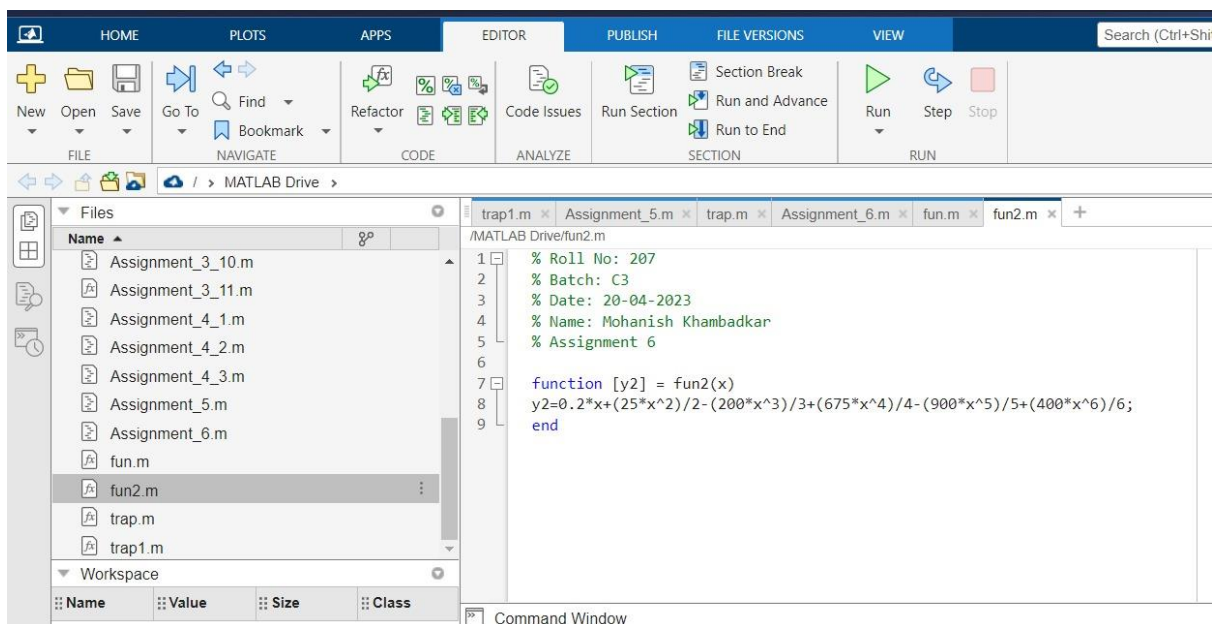 HOME PLOTS APPS EDITOR PUBLISH FILE VERSIONS VIEW Search (Ctrl+Shi
New Open Save Go To Find Bookmark Refactor Code Issues Run Section Section Break Run and Advance Run to End Run Step Stop
FILE NAVIGATE CODE ANALYZE SECTION RUN
/ > MATLAB Drive >
Files
Name
Assignment_3_10.m
Assignment_3_11.m
Assignment_4_1.m
Assignment_4_2.m
Assignment_4_3.m
Assignment_5.m
Assignment_6.m
fun.m
fun2.m
trap.m
trap1.m
Workspace
Name Value Size Class
trap1.m × Assignment_5.m × trap.m × Assignment_6.m × fun.m × fun2.m × +
/MATLAB Drive/fun2.m
1 % Roll No: 207
2 % Batch: C3
3 % Date: 20-04-2023
4 % Name: Mohanish Khambadkar
5 % Assignment 6
6
7 function [y2] = fun2(x)
8 y2=0.2*x+(25*x^2)/2-(200*x^3)/3+(675*x^4)/4-(900*x^5)/5+(400*x^6)/6;
9 end
Command Window